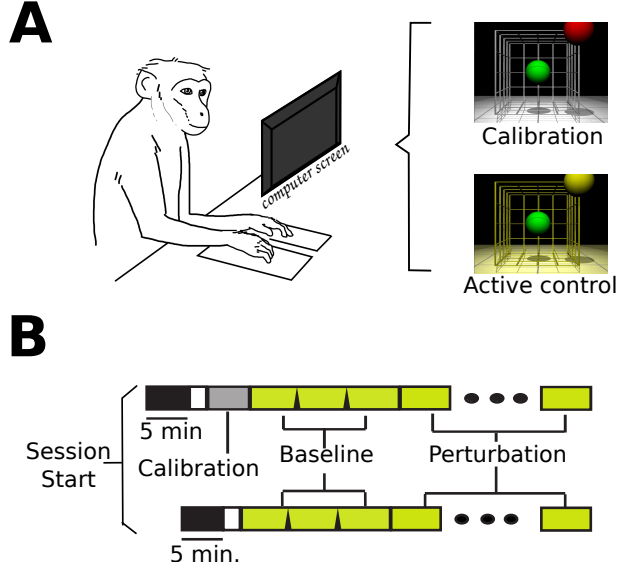 A
computer screen
Calibration
Active control
B
5 min
Session
Start
Calibration
Baseline
Perturbation
5 min.